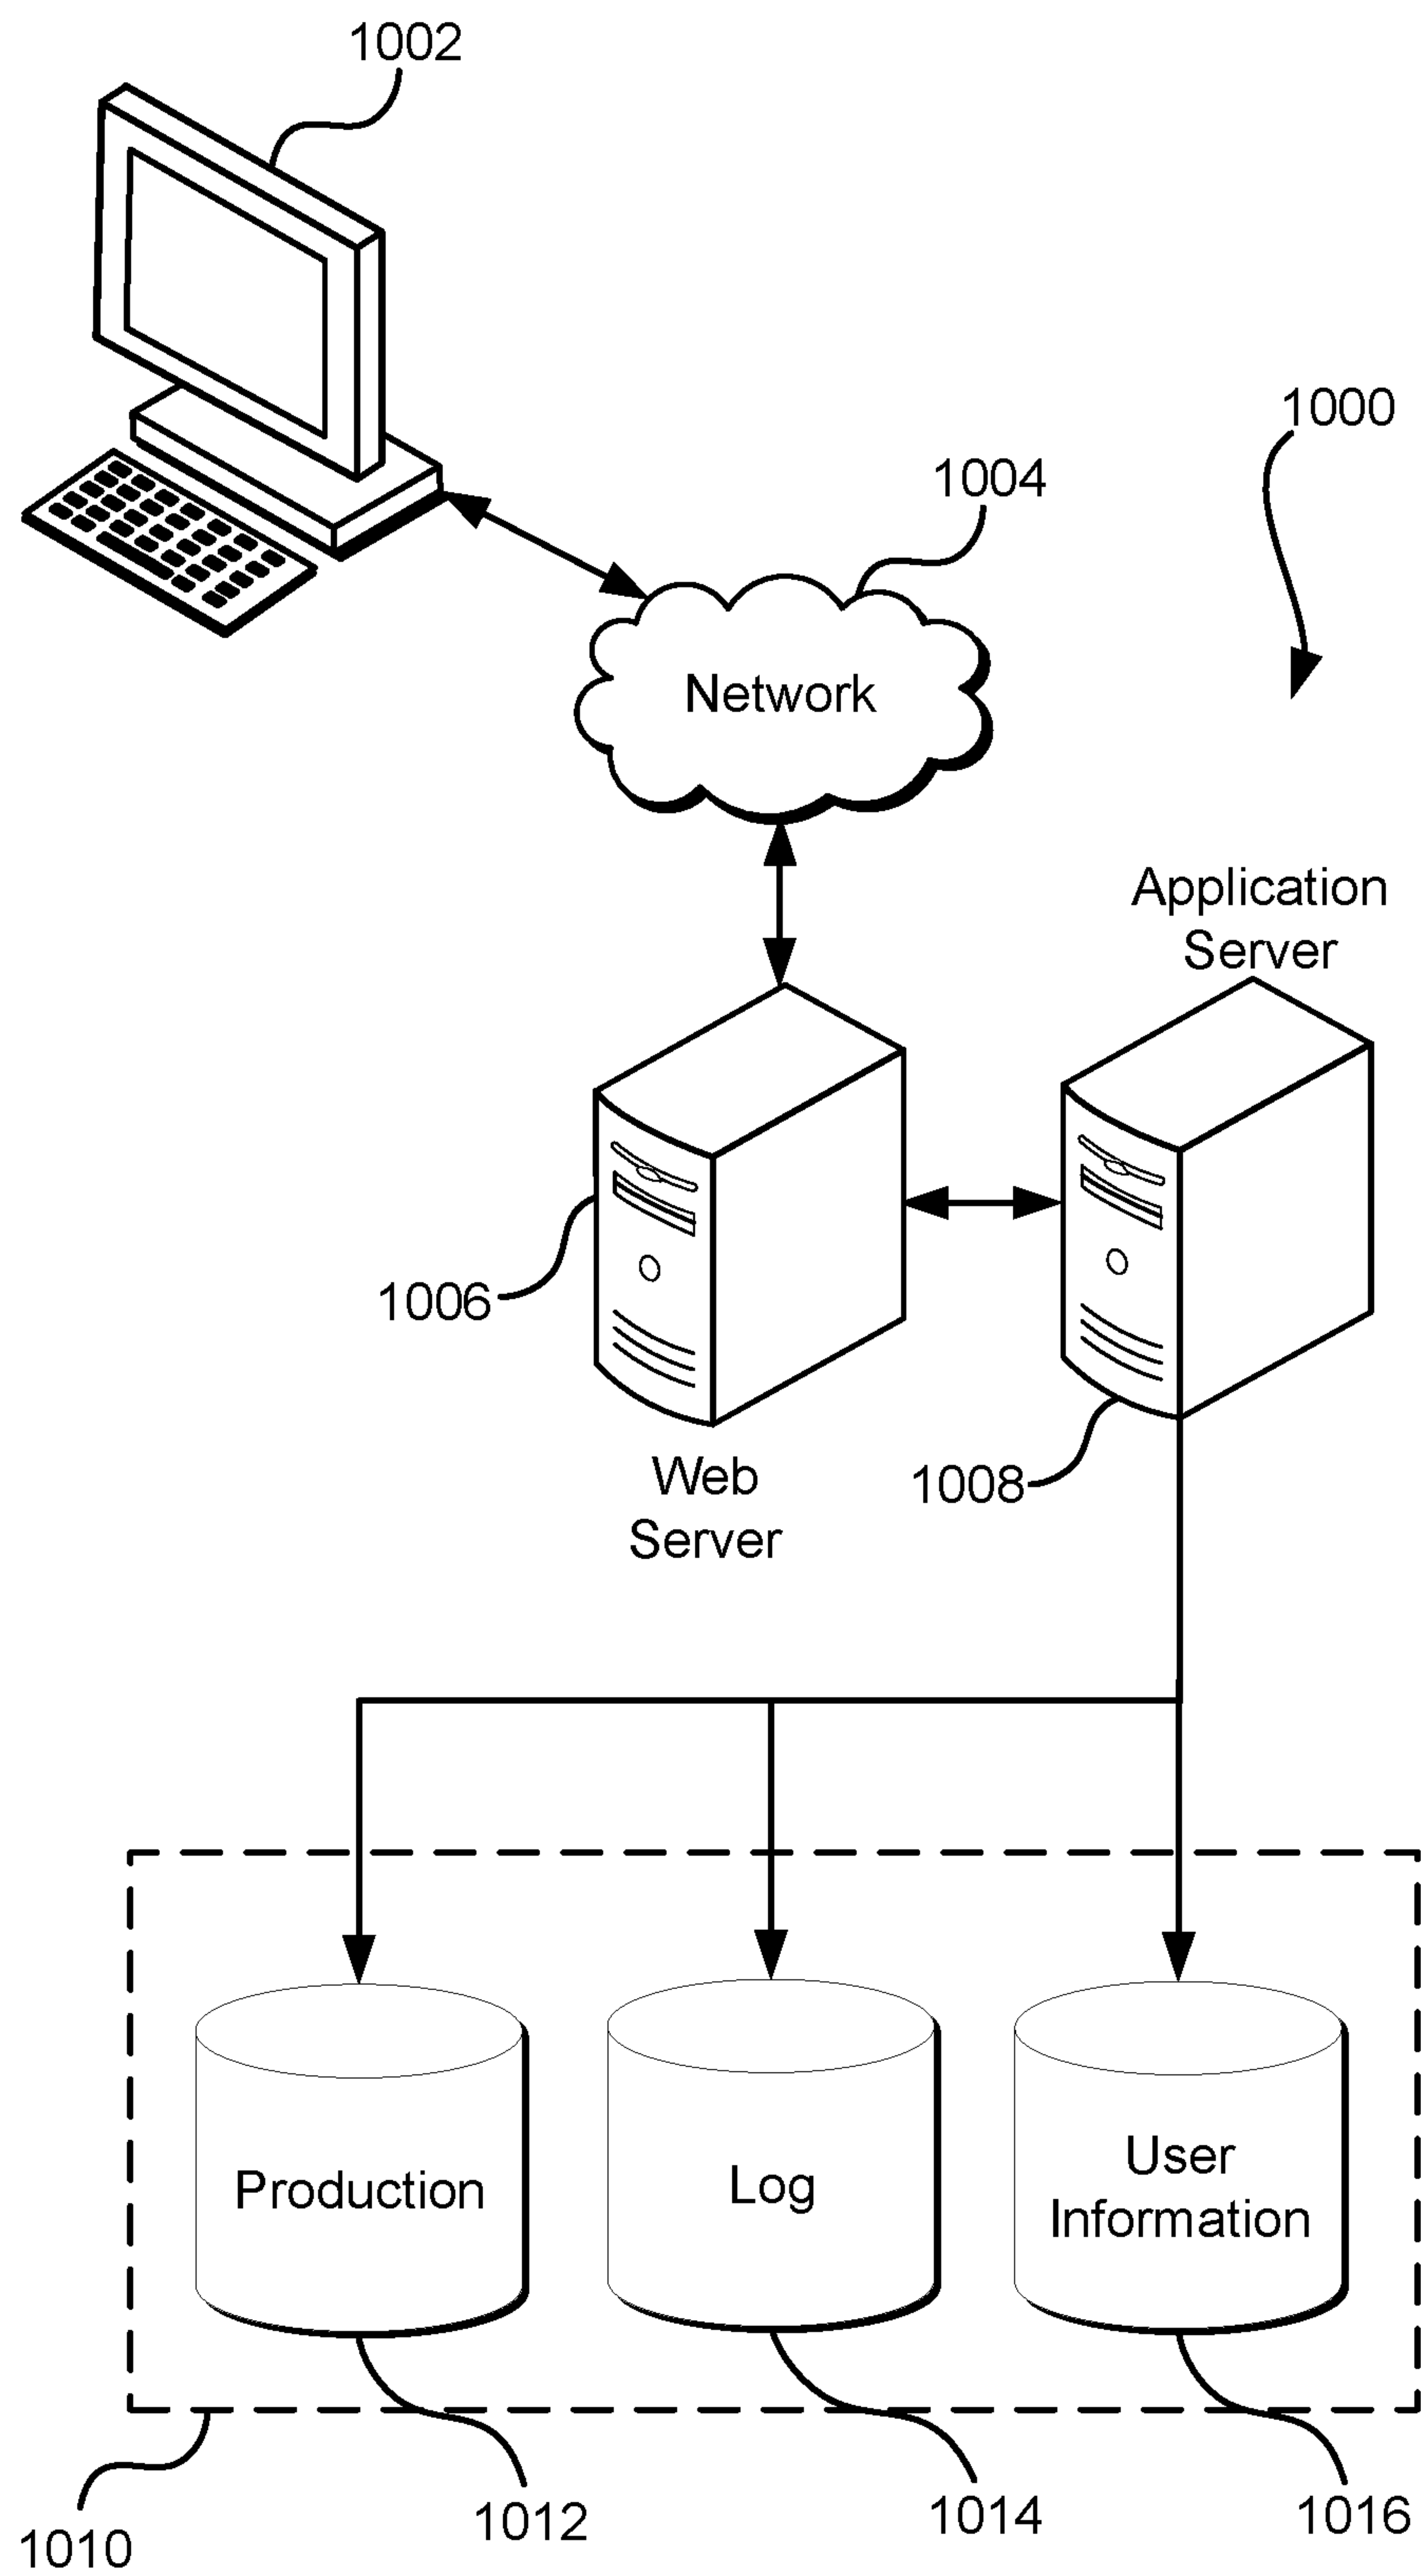 1002
1000
1004
Network
Application
Server
1006
Web
Server
1008
Production
Log
User
Information
1010
1012
1014
1016